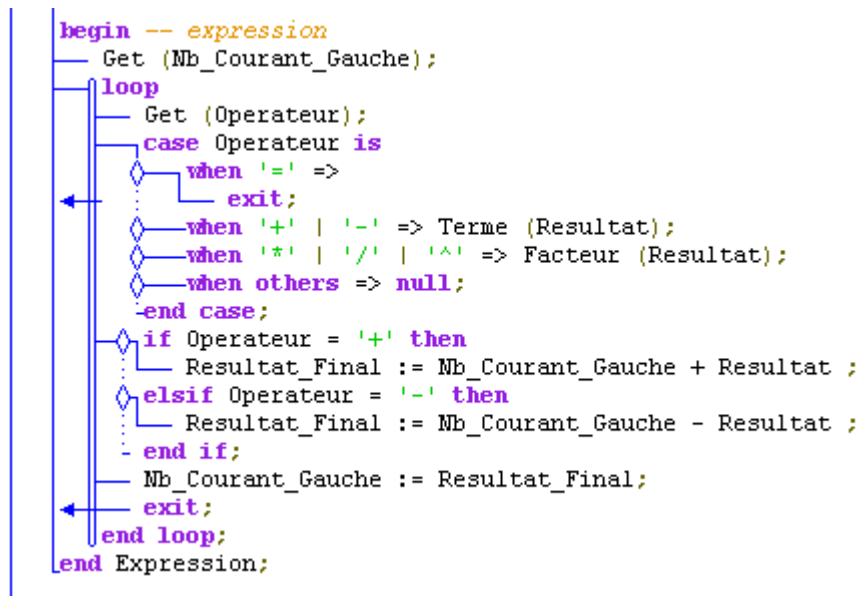 begin -- expression
Get (Nb_Courant_Gauche);
loop
Get (Operateur);
case Operateur is
when '=' =>
exit;
when '+' | '-' => Terme (Resultat);
when '*' | '/' | '^' => Facteur (Resultat);
when others => null;
end case;
if Operateur = '+' then
Resultat_Final := Nb_Courant_Gauche + Resultat ;
elsif Operateur = '-' then
Resultat_Final := Nb_Courant_Gauche - Resultat ;
end if;
Nb_Courant_Gauche := Resultat_Final;
exit;
end loop;
end Expression;